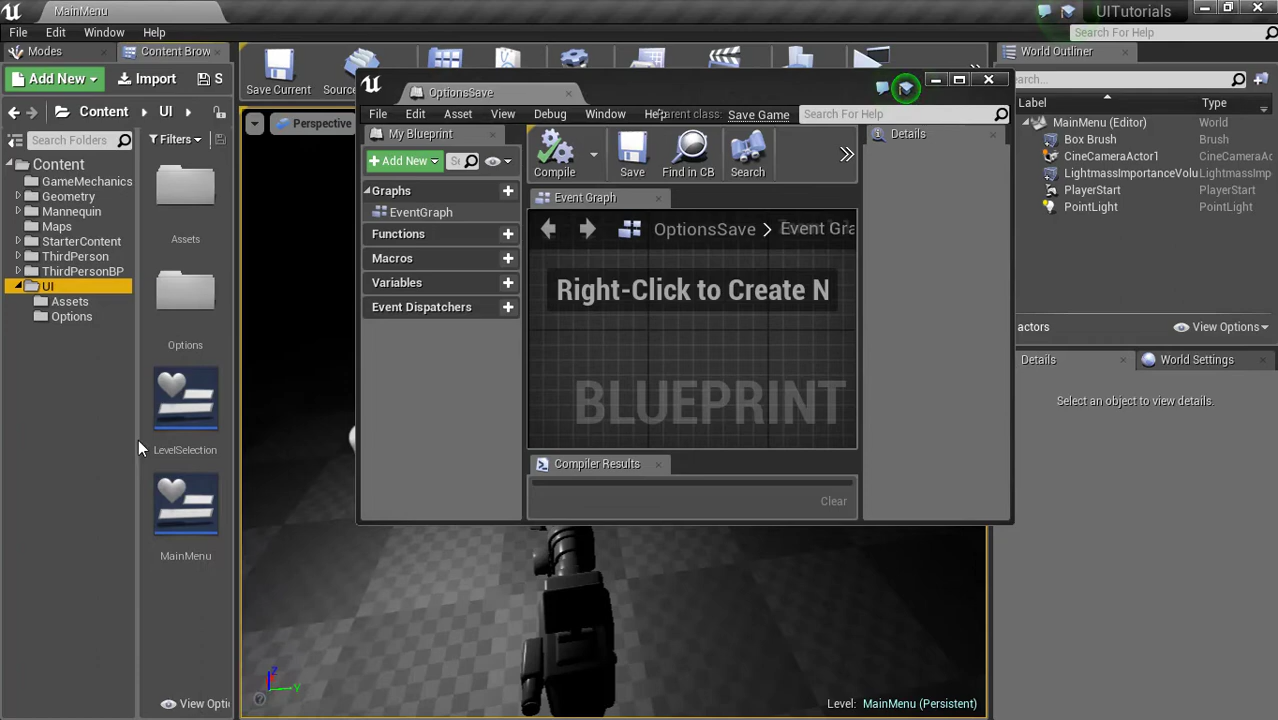 MainMenu
UITutorials
File Edit Window Help
Search For Help
Modes
Content Brow
World Outliner
Add New
Import
S
Save Current
Sourc
OptionsSave
Search...
Content
UI
Perspective
File Edit Asset View Window Debug Help
Parent class: Save Game
Search For Help
Label
Type
Search Folders
Filters
My Blueprint
Details
MainMenu (Editor) World
Box Brush Brush
CineCameraActor1 CineCameraAc
LightmassImportanceVolu LightmassImpor
PlayerStart PlayerStart
PointLight PointLight
Add New
Se
Compile
Save
Find in CB
Search
Content
GameMechanics
Geometry
Mannequin
Maps
StarterContent
ThirdPerson
ThirdPersonBP
UI
Assets
Options
Assets
Options
LevelSelection
MainMenu
View Opti
Graphs
EventGraph
Functions
Macros
Variables
Event Dispatchers
Event Graph
OptionsSave > Event Gra
Right-Click to Create N
BLUEPRINT
Compiler Results
Clear
actors
View Options
Details
World Settings
Select an object to view details.
Z
Y
Level: MainMenu (Persistent)